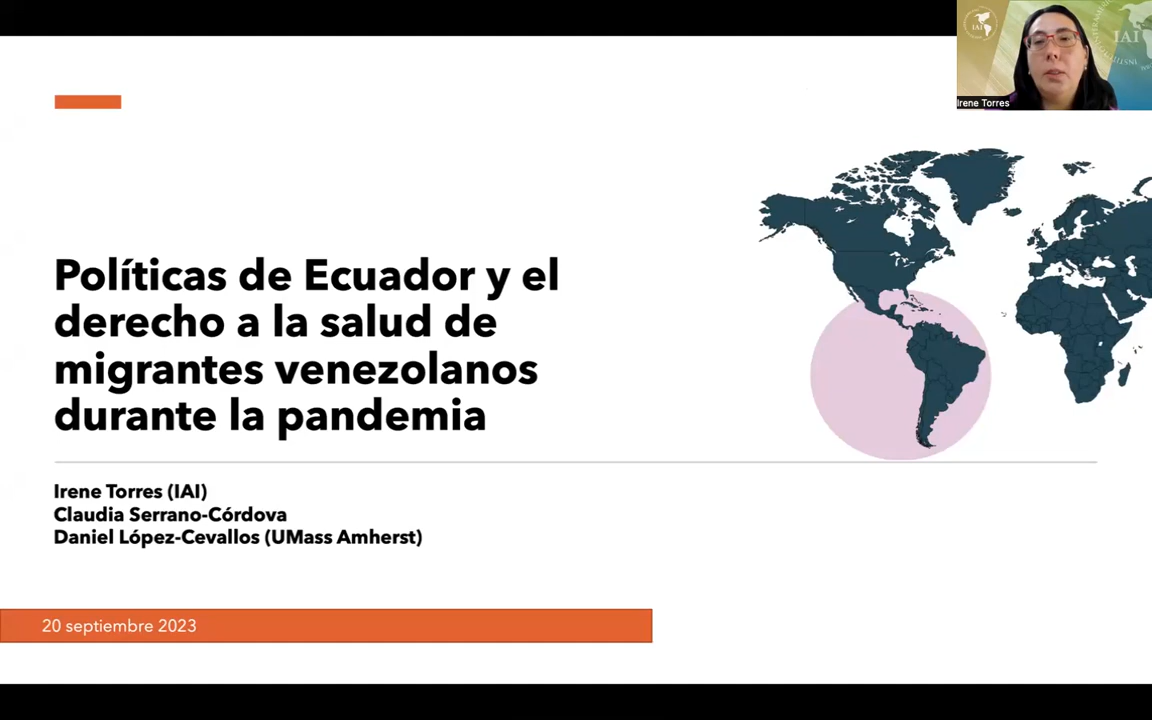 IAI
IAI
Irene Torres
Políticas de Ecuador y el
derecho a la salud de
migrantes venezolanos
durante la pandemia
Irene Torres (IAI)
Claudia Serrano-Córdova
Daniel López-Cevallos (UMass Amherst)
20 septiembre 2023